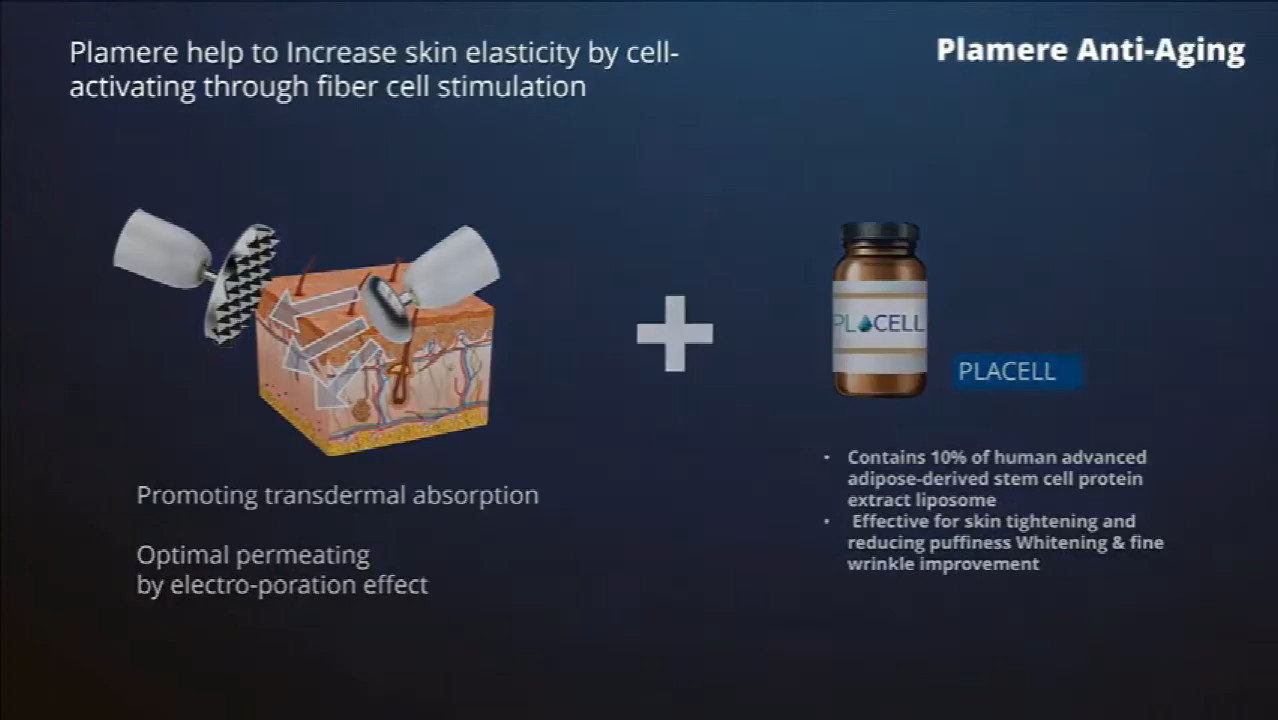 Plamere help to Increase skin elasticity by cell-
activating through fiber cell stimulation
Plamere Anti-Aging
PLACELL
PLACELL
Promoting transdermal absorption
Optimal permeating
by electro-poration effect
• Contains 10% of human advanced
adipose-derived stem cell protein
extract liposome
• Effective for skin tightening and
reducing puffiness Whitening & fine
wrinkle improvement